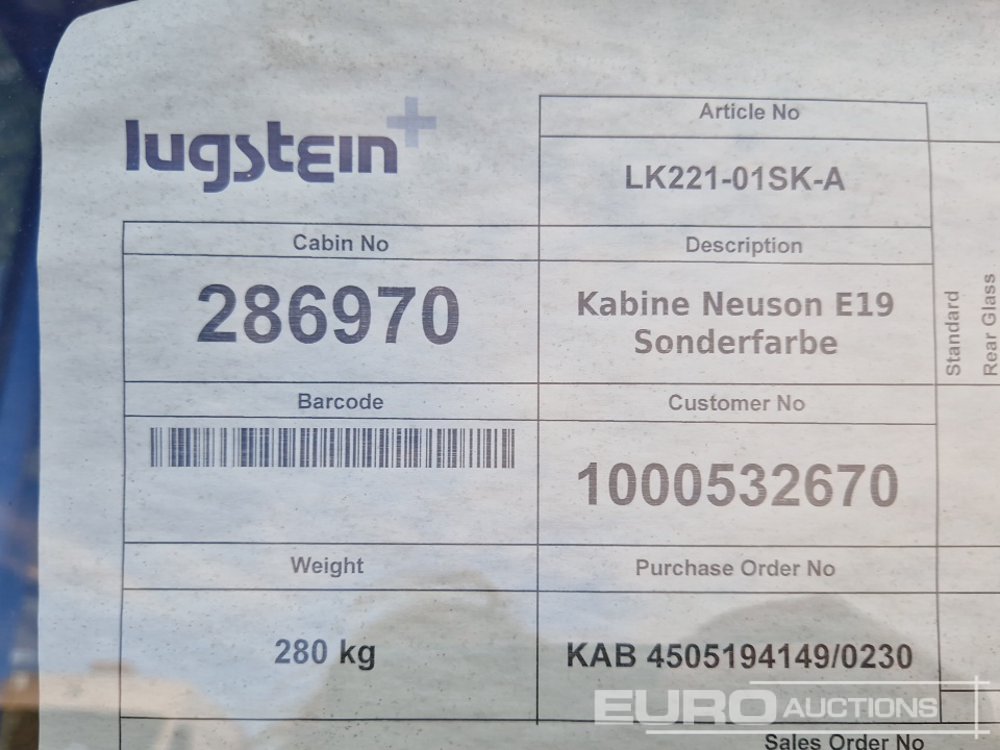 lugstein+
Article No
LK221-01SK-A
Cabin No
286970
Description
Kabine Neuson E19
Sonderfarbe
Standard
Rear Glass
Barcode
Customer No
1000532670
Weight
280 kg
Purchase Order No
KAB 4505194149/0230
Sales Order No
EURO AUCTIONS